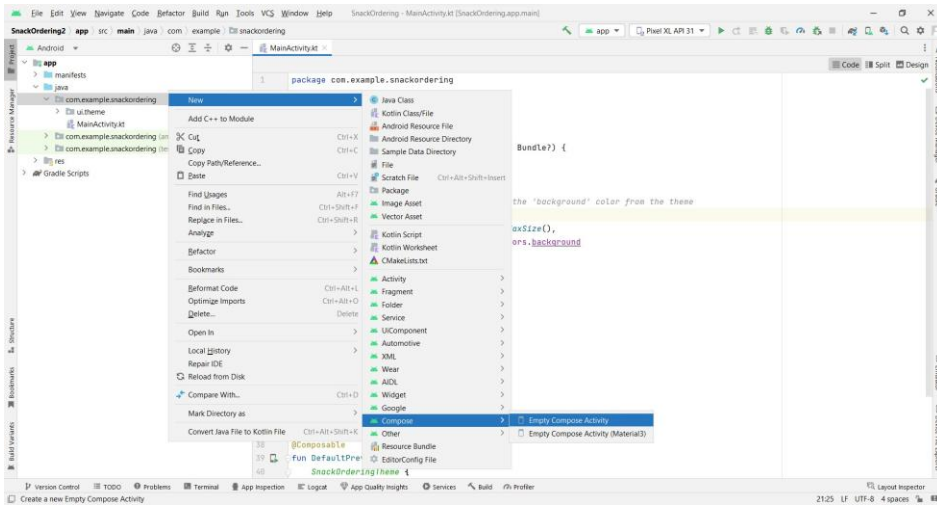 File Edit View Navigate Code Refactor Build Run Tools VCS Window Help SnackOrdering - MainActivity.kt [SnackOrdering.app.main]
SnackOrdering2 app src main java com example snackordering
app Pixel XL API 31
Android
MainActivity.kt
Code Split Design
Project
Resource Manager
Structure
Bookmarks
Build Variants
app
manifests
java
com.example.snackordering
ui.theme
MainActivity.kt
com.example.snackordering
com.example.snackordering
res
Gradle Scripts
New
Add C++ to Module
Cut Ctrl+X
Copy Ctrl+C
Copy Path/Reference...
Paste Ctrl+V
Find Usages Alt+F7
Find in Files... Ctrl+Shift+F
Replace in Files... Ctrl+Shift+R
Analyze
Refactor
Bookmarks
Reformat Code Ctrl+Alt+L
Optimize Imports Ctrl+Alt+O
Delete... Delete
Open In
Local History
Repair IDE
Reload from Disk
Compare With... Ctrl+D
Mark Directory as
Convert Java File to Kotlin File Ctrl+Alt+Shift+K
Java Class
Kotlin Class/File
Android Resource File
Android Resource Directory
Sample Data Directory
File
Scratch File Ctrl+Alt+Shift+Insert
Package
Image Asset
Vector Asset
Kotlin Script
Kotlin Worksheet
CMakeLists.txt
Activity
Fragment
Folder
Service
UiComponent
Automotive
XML
Wear
AIDL
Widget
Google
Compose
Other
Resource Bundle
EditorConfig File
Empty Compose Activity
Empty Compose Activity (Material3)
1 package com.example.snackordering
Bundle?) {
the 'background' color from the theme
axSize(),
ors.background
38 @Composable
39 fun DefaultPre
40 SnackOrderingTheme {
Version Control TODO Problems Terminal App Inspection Logcat App Quality Insights Services Build Profiler Layout Inspector
Create a new Empty Compose Activity 21:25 LF UTF-8 4 spaces